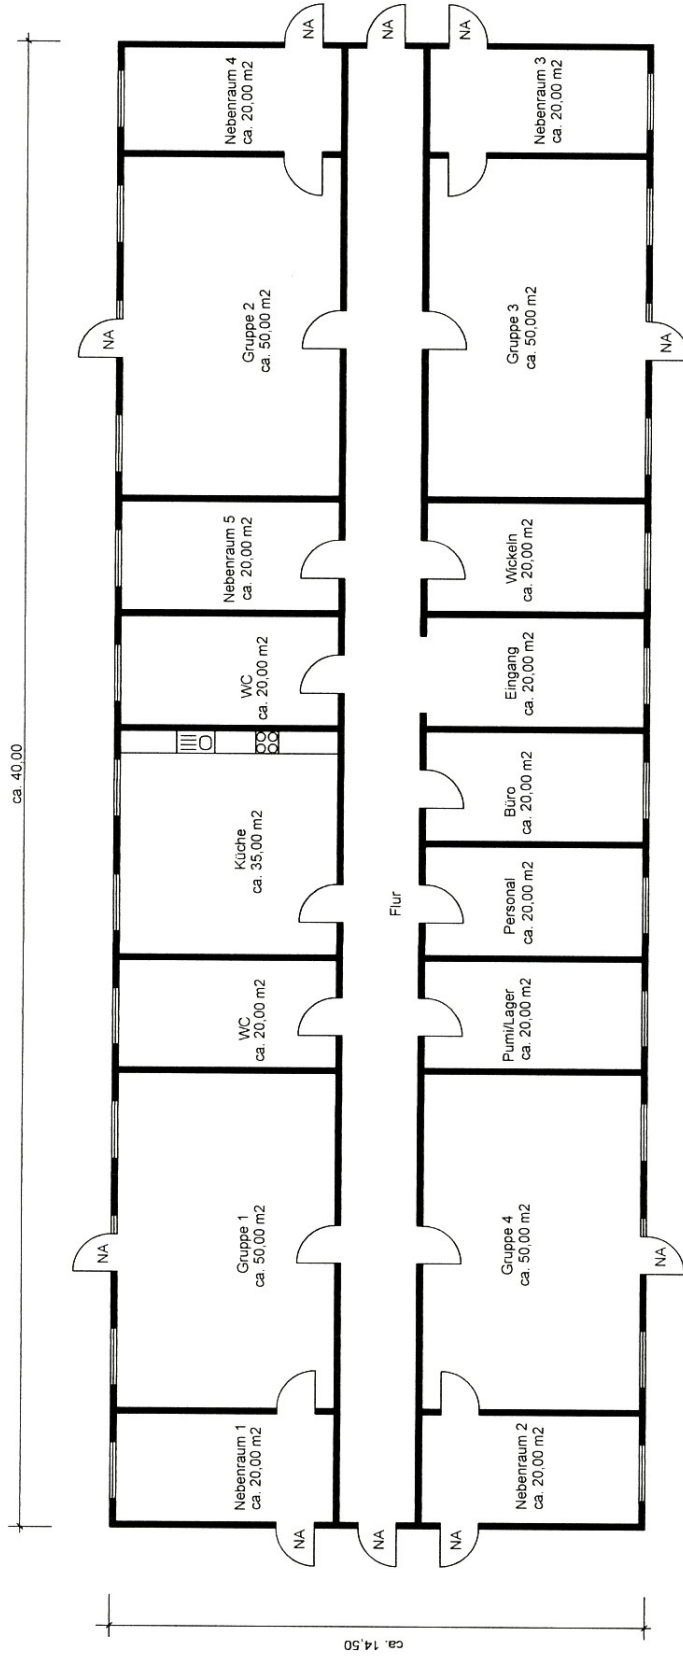 ca. 40,00
NA
Nebenraum 1
ca. 20,00 m2
Gruppe 1
ca. 50,00 m2
NA
WC
ca. 20,00 m2
Küche
ca. 35,00 m2
WC
ca. 20,00 m2
Nebenraum 5
ca. 20,00 m2
Gruppe 2
ca. 50,00 m2
NA
Nebenraum 4
ca. 20,00 m2
NA
NA
Flur
NA
NA
Nebenraum 2
ca. 20,00 m2
Gruppe 4
ca. 50,00 m2
NA
Pumi/Lager
ca. 20,00 m2
Personal
ca. 20,00 m2
Büro
ca. 20,00 m2
Eingang
ca. 20,00 m2
Wickeln
ca. 20,00 m2
Gruppe 3
ca. 50,00 m2
NA
Nebenraum 3
ca. 20,00 m2
NA
ca. 14,50